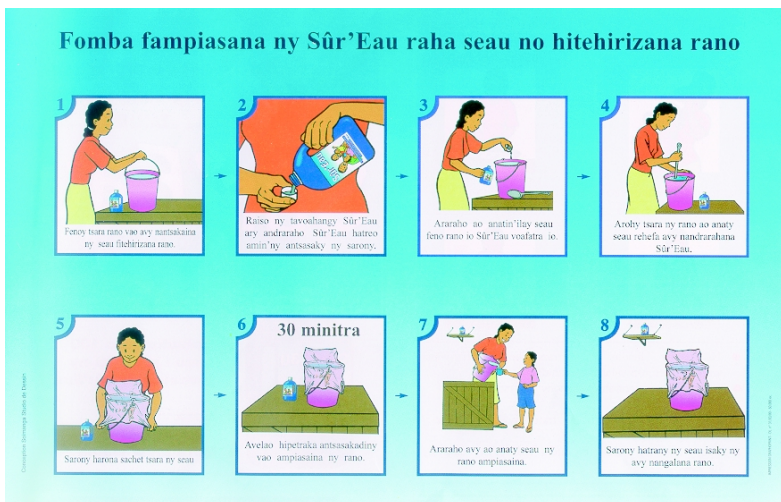 Fomba fampiasana ny Sûr'Eau raha seau no hitehirizana rano
1
Fenoy tsara rano vao avy nantsakaina
ny seau fitehirizana rano.
2
Raiso ny tavoahangy Sûr'Eau
ary andraraho Sûr'Eau hatreo
amin'ny antsasaky ny sarony.
3
Araraho ao anatin'ilay seau
feno rano io Sûr'Eau voafatra io.
4
Arohy tsara ny rano ao anaty
seau rehefa avy nandrarahana
Sûr'Eau.
5
Sarony harona sachet tsara ny seau
6
30 minitra
Avelao hipetraka antsasakadiny
vao ampiasaina ny rano.
7
Araraho avy ao anaty seau ny
rano ampiasaina.
8
Sarony hatrany ny seau isaky ny
avy nangalana rano.